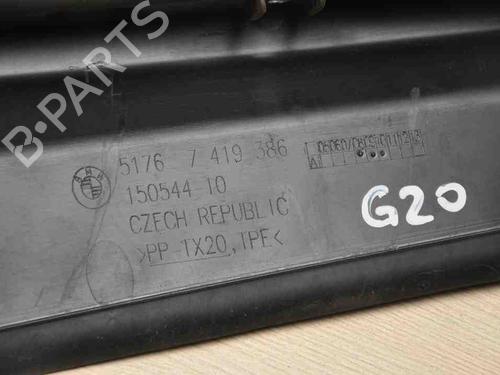 B-PARTS
5176 7 419 386
150544 10
CZECH REPUBLIC
>PP-TX20,TPE<
G20